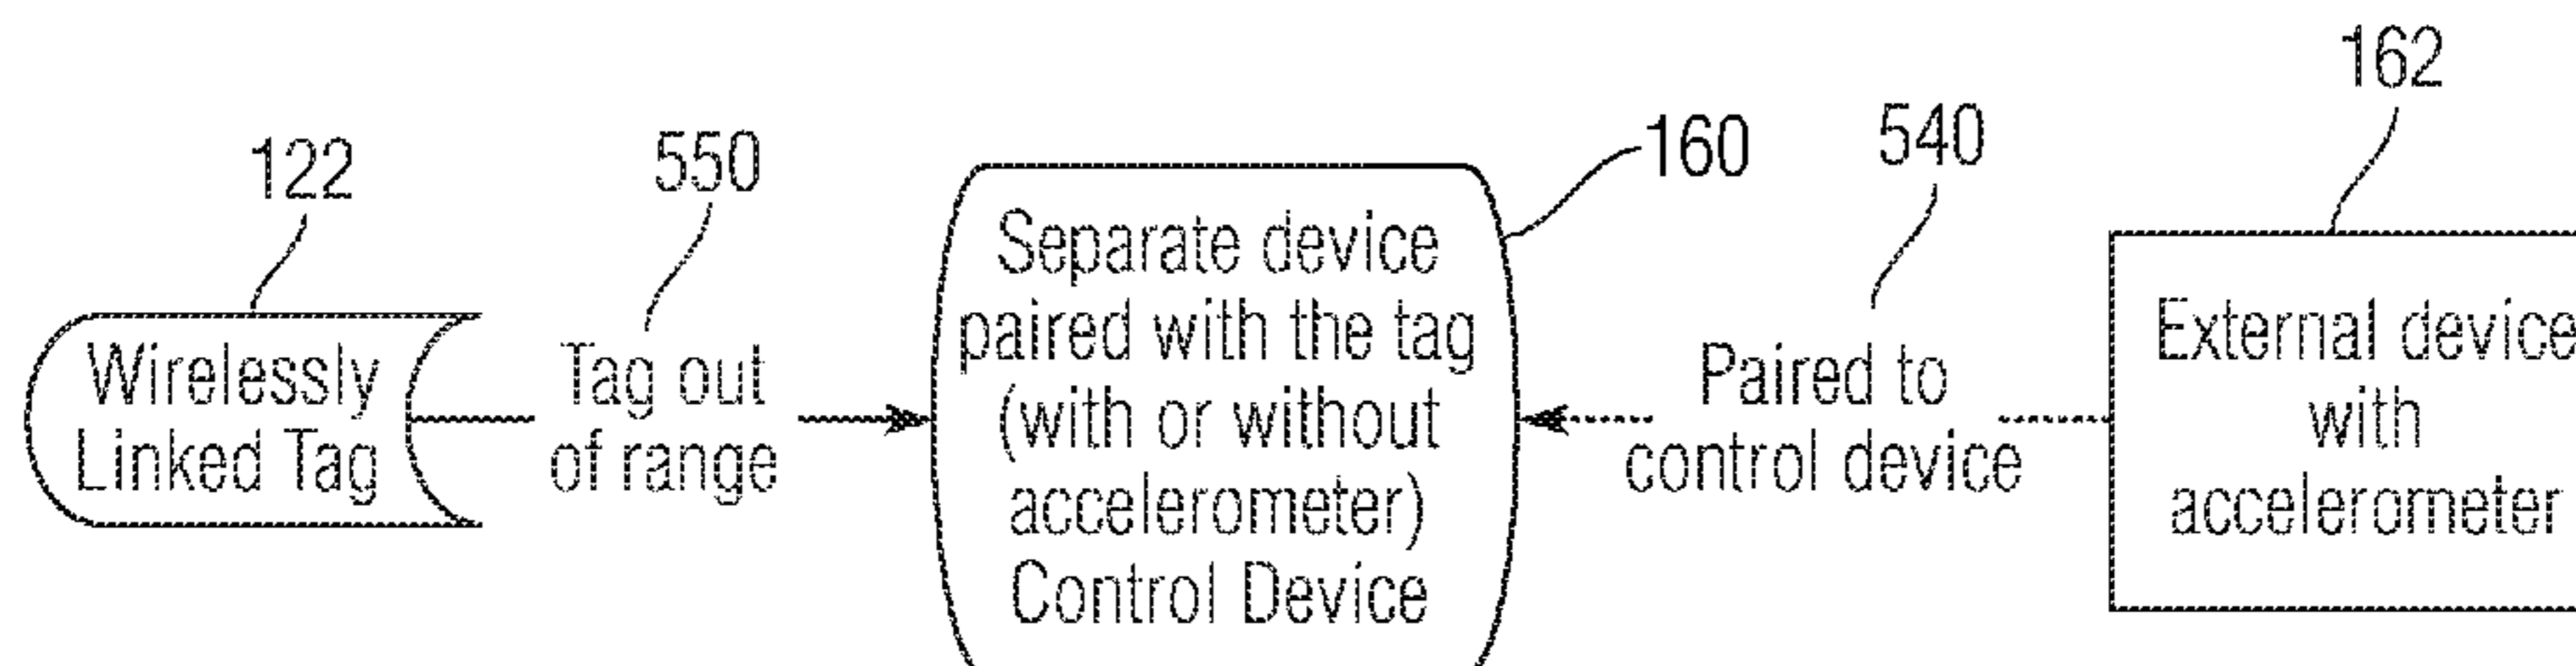 122
Wirelessly
Linked Tag
550
Tag out
of range
160
Separate device
paired with the tag
(with or without
accelerometer)
Control Device
540
Paired to
control device
162
External device
with
accelerometer